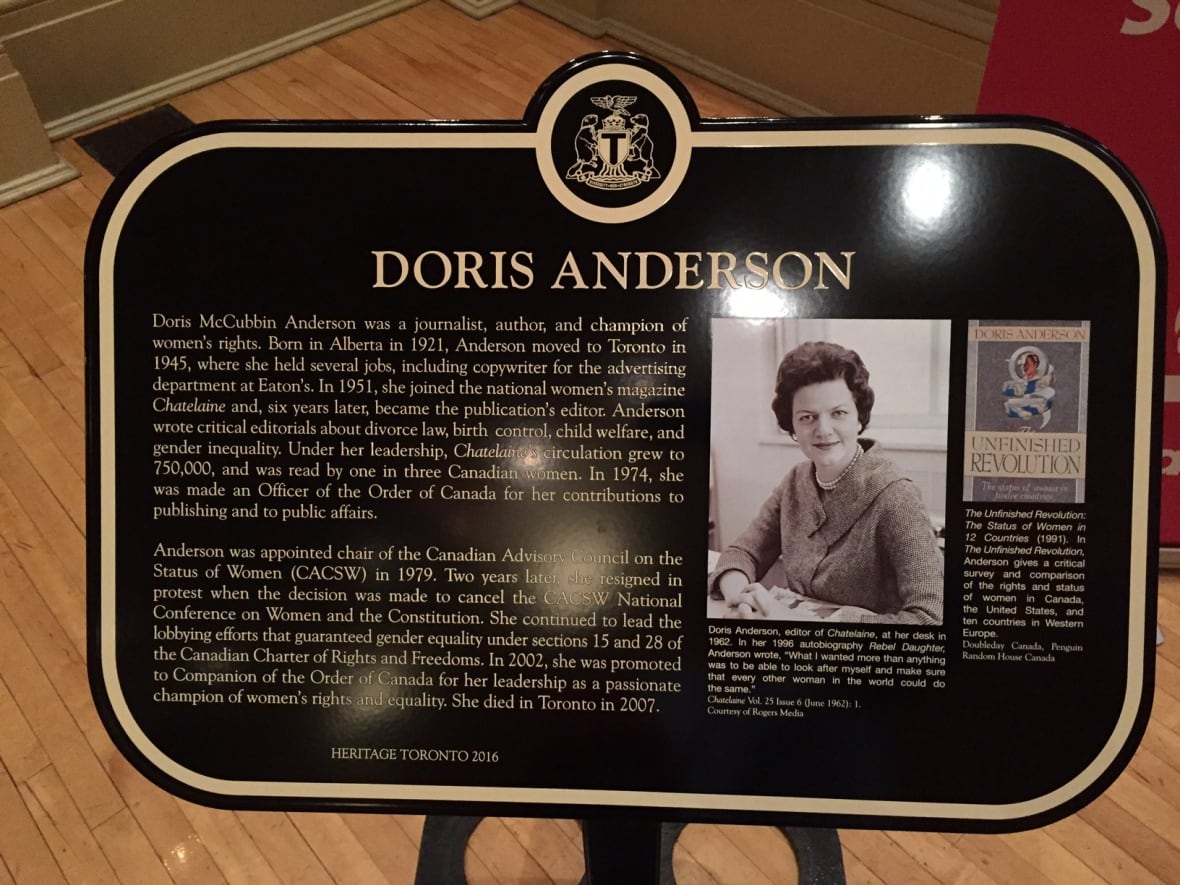 DORIS ANDERSON
Doris McCubbin Anderson was a journalist, author, and champion of
women's rights. Born in Alberta in 1921, Anderson moved to Toronto in
1945, where she held several jobs, including copywriter for the advertising
department at Eaton's. In 1951, she joined the national women's magazine
Chatelaine and, six years later, became the publication's editor. Anderson
wrote critical editorials about divorce law, birth control, child welfare, and
gender inequality. Under her leadership, Chatelaine's circulation grew to
750,000, and was read by one in three Canadian women. In 1974, she
was made an Officer of the Order of Canada for her contributions to
publishing and to public affairs.
Anderson was appointed chair of the Canadian Advisory Council on the
Status of Women (CACSW) in 1979. Two years later, she resigned in
protest when the decision was made to cancel the CACSW National
Conference on Women and the Constitution. She continued to lead the
lobbying efforts that guaranteed gender equality under sections 15 and 28 of
the Canadian Charter of Rights and Freedoms. In 2002, she was promoted
to Companion of the Order of Canada for her leadership as a passionate
champion of women's rights and equality. She died in Toronto in 2007.
HERITAGE TORONTO 2016
Doris Anderson, editor of Chatelaine, at her desk in
1962. In her 1996 autobiography Rebel Daughter,
Anderson wrote, "What I wanted more than anything
was to be able to look after myself and make sure
that every other woman in the world could do
the same."
Chatelaine Vol. 25 Issue 6 (June 1962): 1.
Courtesy of Rogers Media
DORIS ANDERSON
The
UNFINISHED
REVOLUTION
The status of women in
twelve countries
The Unfinished Revolution:
The Status of Women in
12 Countries (1991). In
The Unfinished Revolution,
Anderson gives a critical
survey and comparison
of the rights and status
of women in Canada,
the United States, and
ten countries in Western
Europe.
Doubleday Canada, Penguin
Random House Canada
T